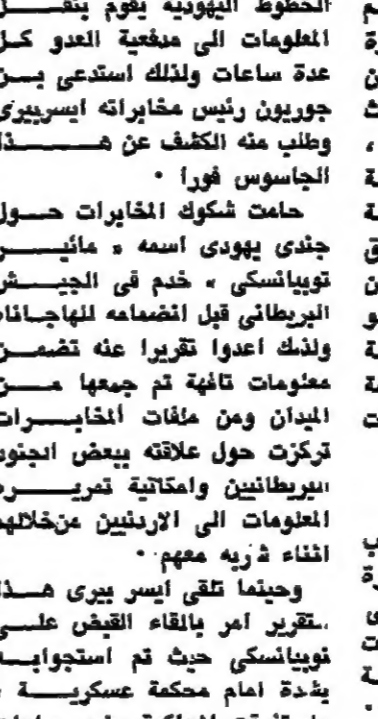 الخطوط اليهودية يقوم بنقل
المعلومات الى مدفعية العدو كل
عدة ساعات ولذلك استدعى بن
جوريون رئيس مخابراته ايسربيرى
وطلب منه الكشف عن هذا
الجاسوس فورا .
حامت شكوك المخابرات حول
جندى يهودى اسمه « مائير
توبيانسكى » خدم فى الجيش
البريطانى قبل انضمامه للهاجاناه
ولذلك اعدوا تقريرا عنه تضمن
معلومات تافهة تم جمعها من
الميدان ومن ملفات المخابرات
تركزت حول علاقته ببعض الجنود
البريطانيين وامكانية تمرير
المعلومات الى الاردنيين من خلالهم
اثناء معهم .
وحينما تلقى ايسر بيرى هذا
التقرير امر بالقاء القبض على
توبيانسكى حيث تم استجوابه
بشدة امام محكمة عسكرية